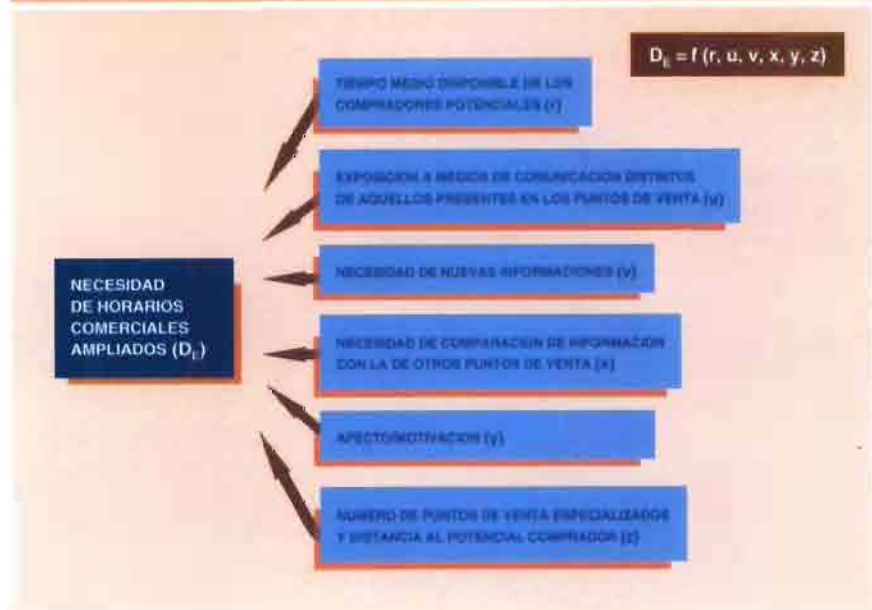 D_E = f (r, u, v, x, y, z)
TIEMPO MEDIO DISPONIBLE DE LOS
COMPRADORES POTENCIALES (r)
EXPOSICION A MEDIOS DE COMUNICACION DISTINTOS
DE AQUELLOS PRESENTES EN LOS PUNTOS DE VENTA (u)
NECESIDAD DE NUEVAS INFORMACIONES (v)
NECESIDAD
DE HORARIOS
COMERCIALES
AMPLIADOS (D_E)
NECESIDAD DE COMPARACION DE INFORMACION
CON LA DE OTROS PUNTOS DE VENTA (x)
AFECTO/MOTIVACION (y)
NUMERO DE PUNTOS DE VENTA ESPECIALIZADOS
Y DISTANCIA AL POTENCIAL COMPRADOR (z)